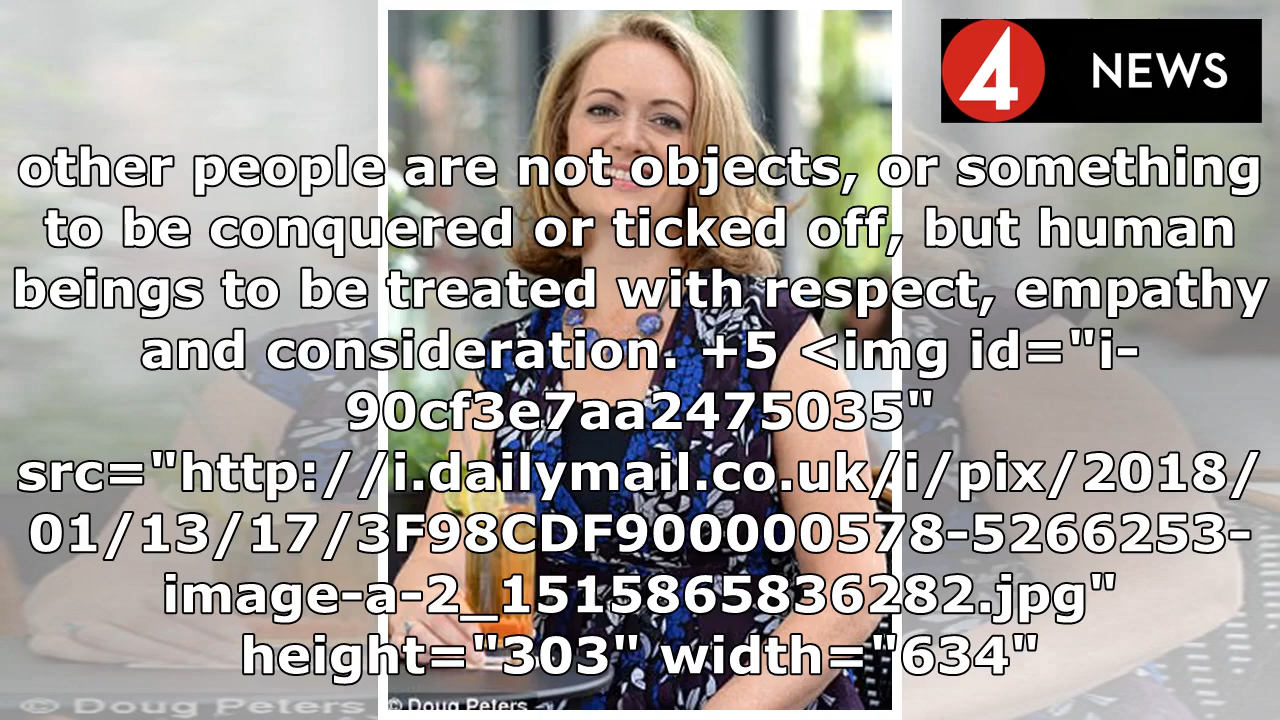 4 NEWS
other people are not objects, or something
to be conquered or ticked off, but human
beings to be treated with respect, empathy
and consideration. +5 <img id="i-
90cf3e7aa2475035"
src="http://i.dailymail.co.uk/i/pix/2018/
01/13/17/3F98CDF900000578-5266253-
image-a-2_1515865836282.jpg"
height="303" width="634"
© Doug Peters
© Doug Peters